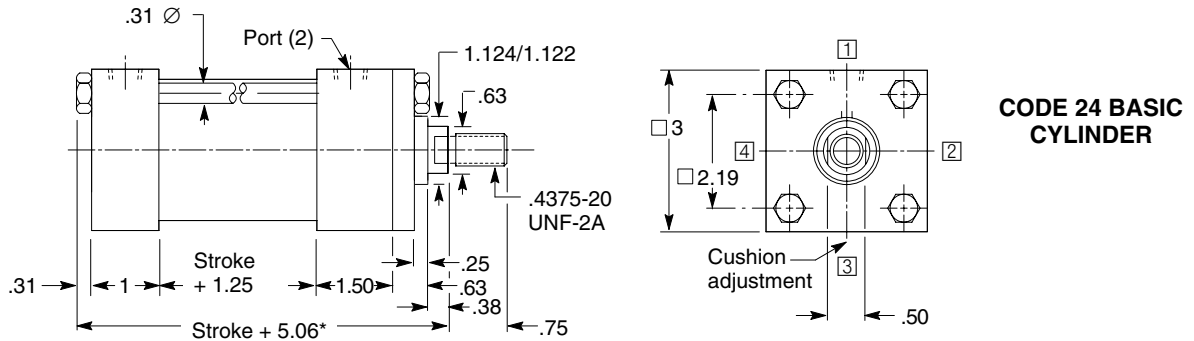 .31 Ø
Port (2)
1.124/1.122
.63
.4375-20
UNF-2A
.25
.63
.38
.75
.31
1
Stroke
+ 1.25
1.50
Stroke + 5.06*
1
□ 3
4
2
□ 2.19
Cushion
adjustment
3
.50
CODE 24 BASIC
CYLINDER